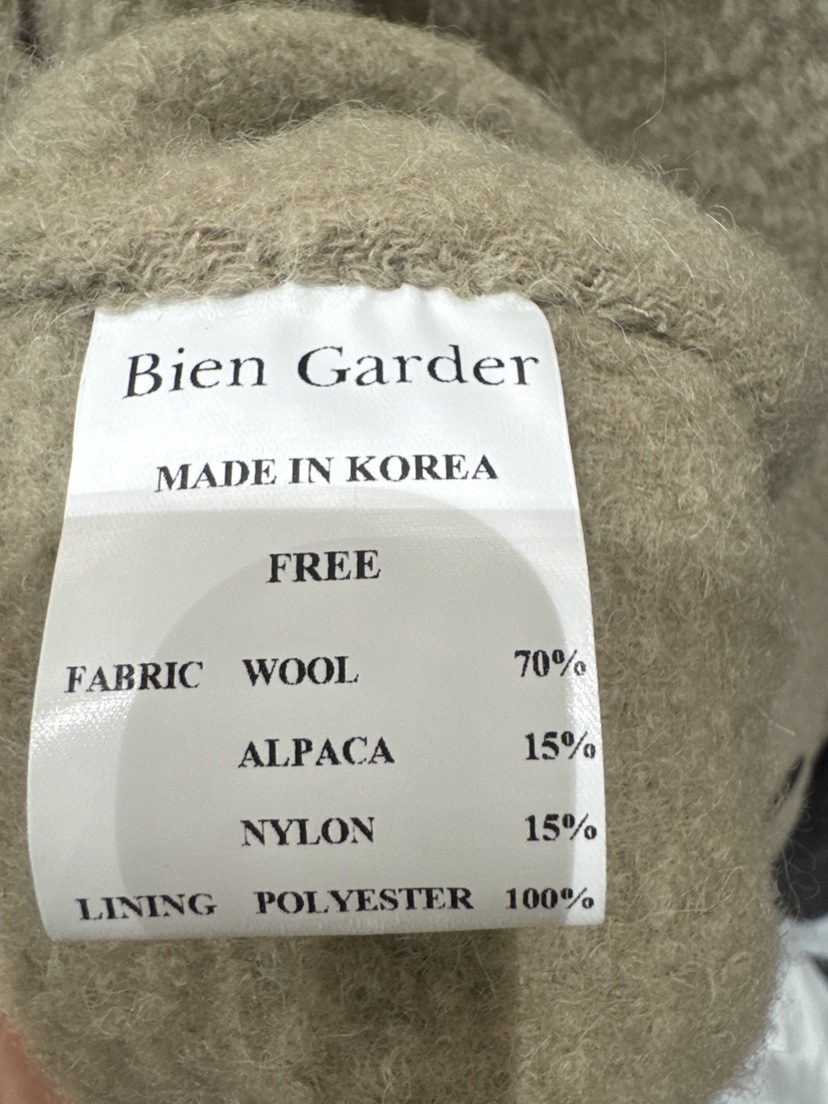 Bien Garder
MADE IN KOREA
FREE
FABRIC WOOL 70%
ALPACA 15%
NYLON 15%
LINING POLYESTER 100%